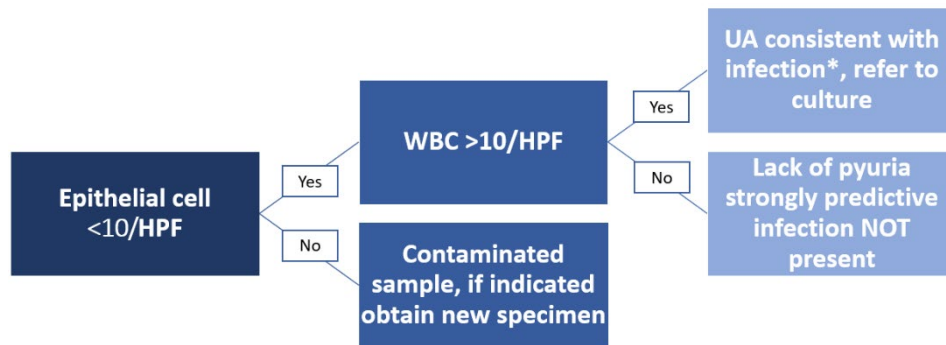 Epithelial cell
<10/HPF
Yes
No
WBC >10/HPF
Contaminated
sample, if indicated
obtain new specimen
Yes
No
UA consistent with
infection*, refer to
culture
Lack of pyuria
strongly predictive
infection NOT
present